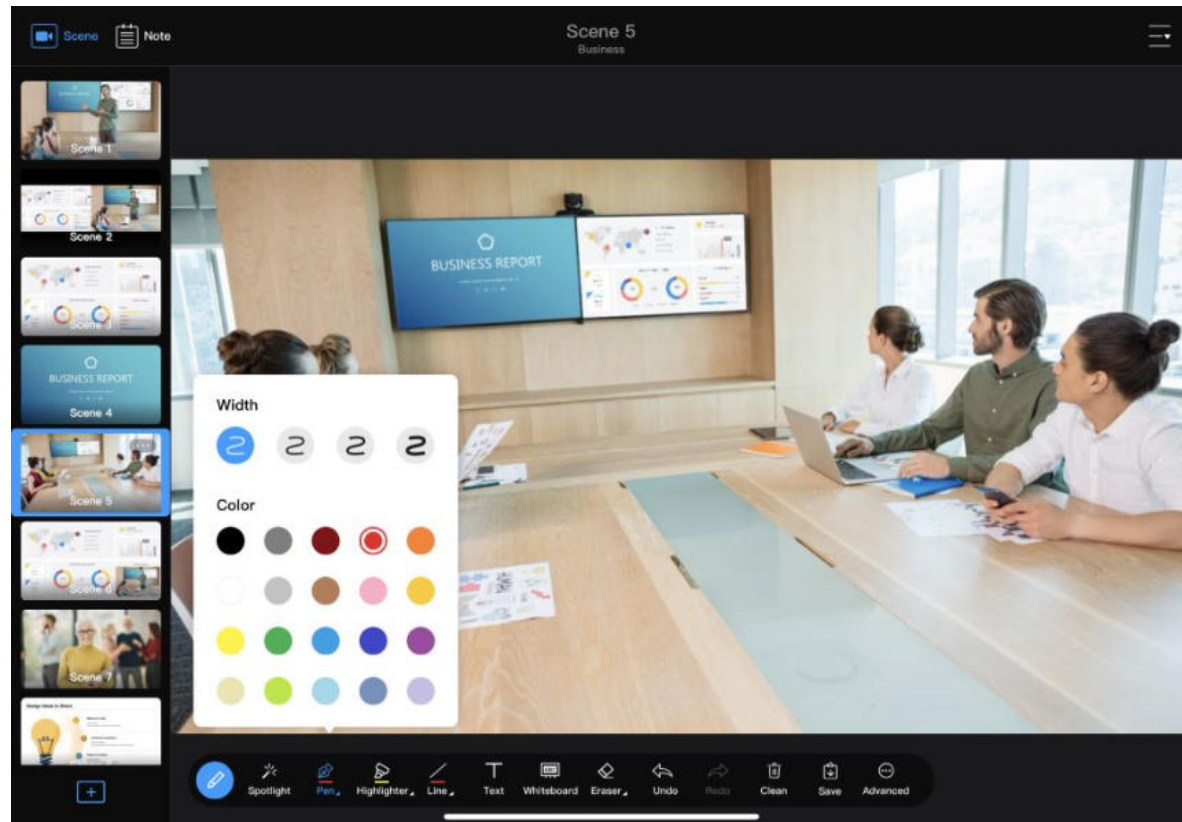 Scene
Note
Scene 5
Business
Scene 1
Scene 2
Scene 3
BUSINESS REPORT
Scene 4
Scene 5
Scene 6
Scene 7
BUSINESS REPORT
Width
Color
Spotlight
Pen
Highlighter
Line
Text
Whiteboard
Eraser
Undo
Redo
Clean
Save
Advanced